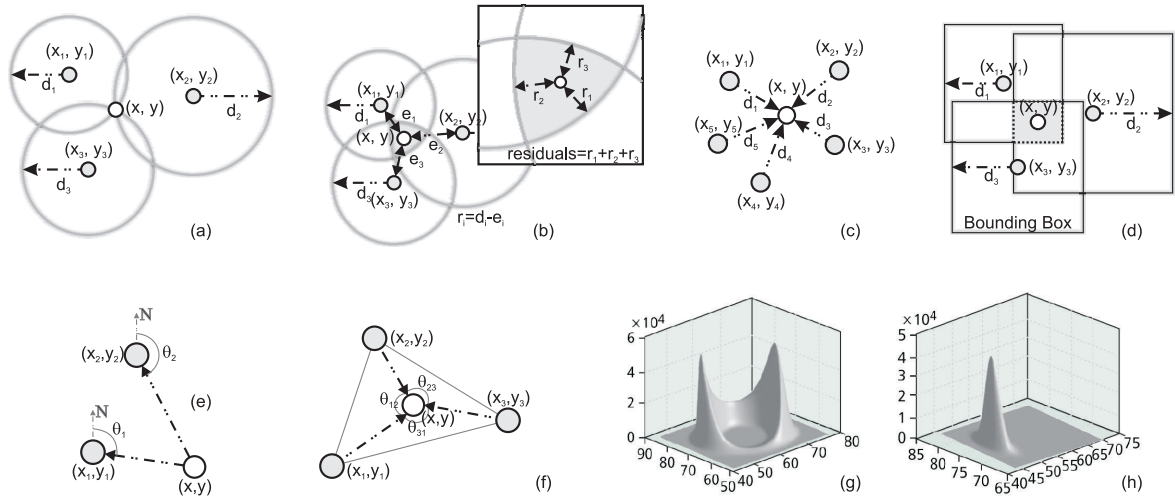 (x₁, y₁)
d₁
(x₂, y₂)
d₂
(x, y)
(x₃, y₃)
d₃
(a)
(x₁, y₁)
d₁
e₁
(x, y)
(x₂, y₂)
e₂
e₃
d₃
(x₃, y₃)
r₃
r₂
r₁
residuals=r₁+r₂+r₃
rᵢ=dᵢ-eᵢ
(b)
(x₁, y₁)
(x₂, y₂)
(x, y)
d₁
d₂
(x₅, y₅)
d₅
d₃
(x₃, y₃)
d₄
(x₄, y₄)
(c)
(x₁, y₁)
d₁
(x, y)
(x₂, y₂)
d₂
d₃
(x₃, y₃)
Bounding Box
(d)
N
(x₂,y₂)
θ₂
N
θ₁
(x₁,y₁)
(x,y)
(e)
(x₂,y₂)
θ₂₃
θ₁₂
(x₃,y₃)
(x,y)
θ₃₁
(x₁,y₁)
(f)
×10⁴
6
4
2
0
90
80
70
60
50
40
50
60
70
80
(g)
×10⁴
5
4
3
2
1
0
85
80
75
70
65
40
45
50
55
60
65
70
75
(h)